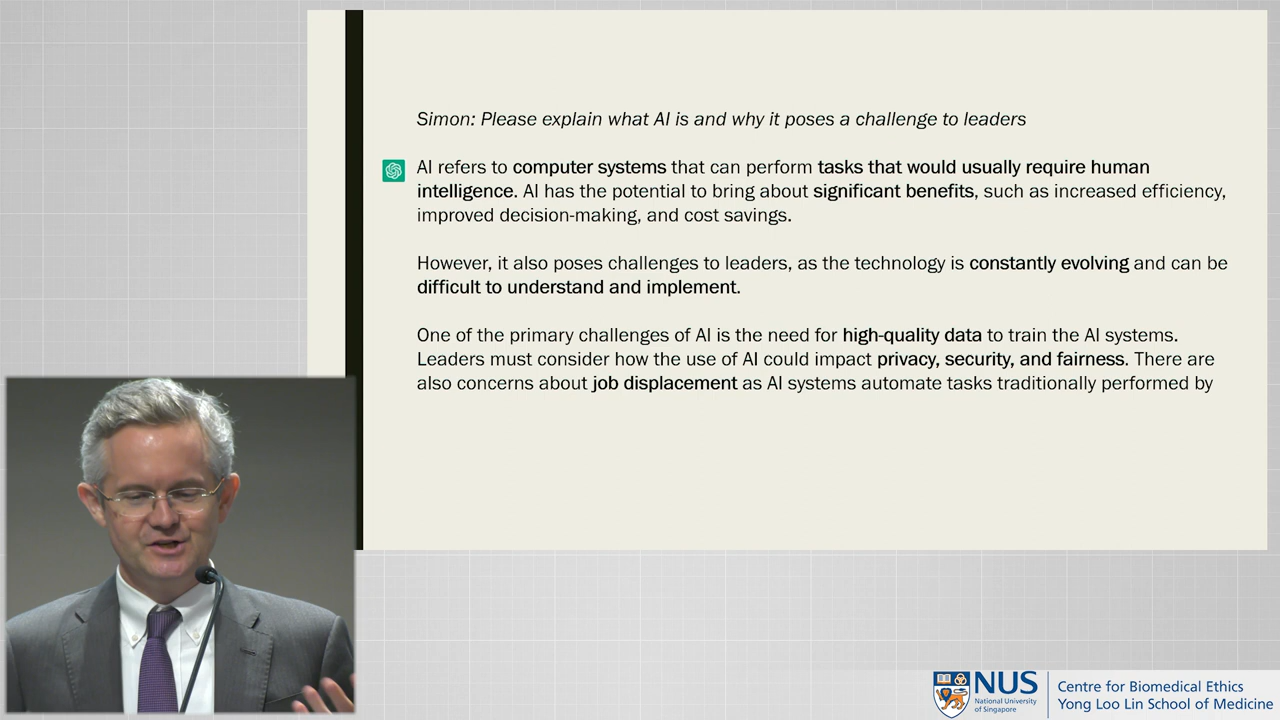 Simon: Please explain what AI is and why it poses a challenge to leaders
AI refers to computer systems that can perform tasks that would usually require human
intelligence. AI has the potential to bring about significant benefits, such as increased efficiency,
improved decision-making, and cost savings.
However, it also poses challenges to leaders, as the technology is constantly evolving and can be
difficult to understand and implement.
One of the primary challenges of AI is the need for high-quality data to train the AI systems.
Leaders must consider how the use of AI could impact privacy, security, and fairness. There are
also concerns about job displacement as AI systems automate tasks traditionally performed by
NUS
National University
of Singapore
Centre for Biomedical Ethics
Yong Loo Lin School of Medicine